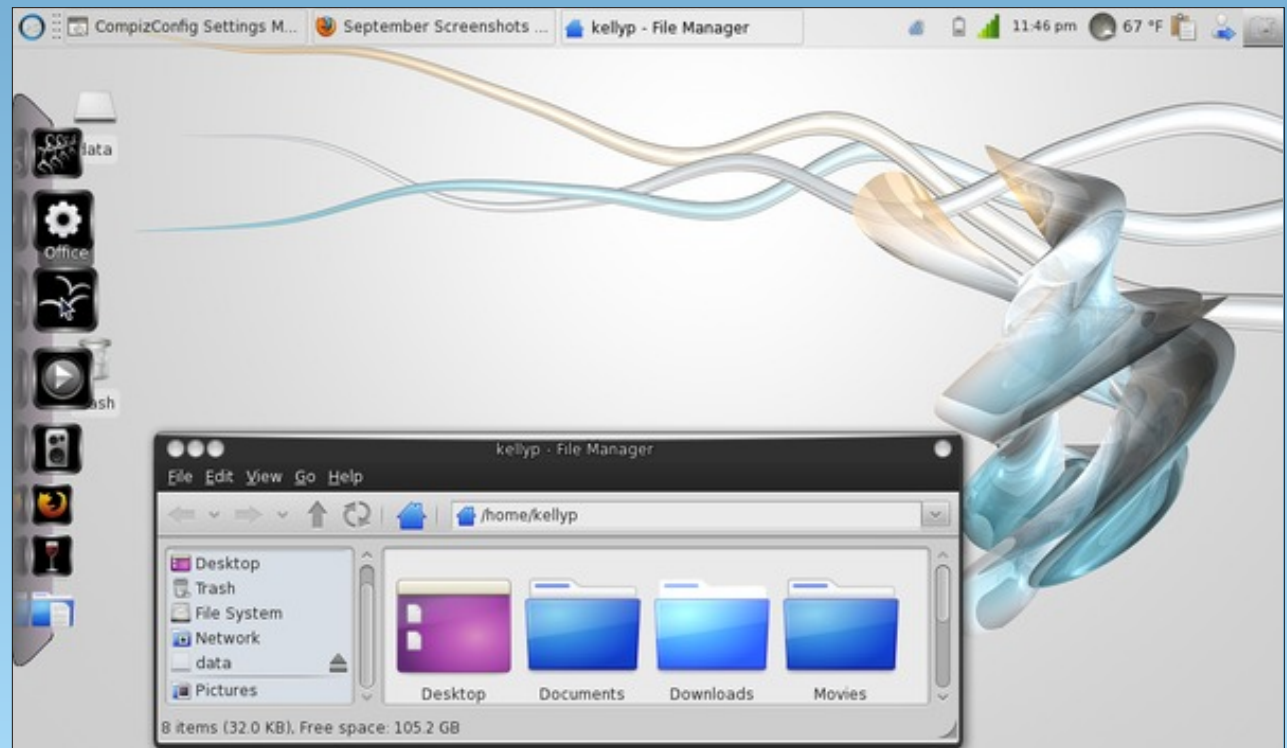 CompizConfig Settings M... September Screenshots ... kellyp - File Manager 11:46 pm 67 °F
data
Office
ash
kellyp - File Manager
File Edit View Go Help
/home/kellyp
Desktop
Trash
File System
Network
data
Pictures
Desktop Documents Downloads Movies
8 items (32.0 KB), Free space: 105.2 GB